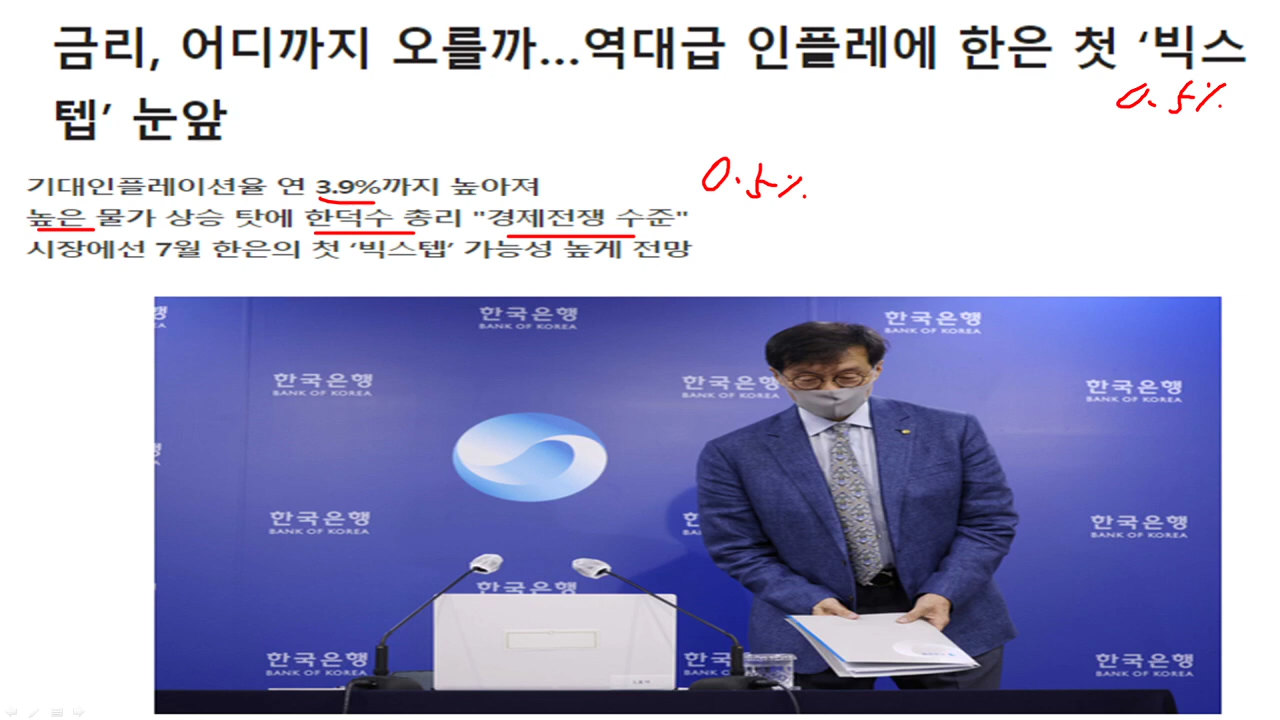 금리, 어디까지 오를까...역대급 인플레에 한은 첫 ‘빅스
텝’ 눈앞
0.5%
기대인플레이션율 연 3.9%까지 높아져
0.5%
높은 물가 상승 탓에 한덕수 총리 "경제전쟁 수준"
시장에선 7월 한은의 첫 ‘빅스텝’ 가능성 높게 전망
한국은행 한국은행
BANK OF KOREA BANK OF KOREA
한국은행 한국은행 한국은행
BANK OF KOREA BANK OF KOREA BANK OF KOREA
한국은행 한국은행
BANK OF KOREA BANK OF KOREA
한국은행
한국은행 한국 한국은행
BANK OF KOREA BANK BANK OF KOREA